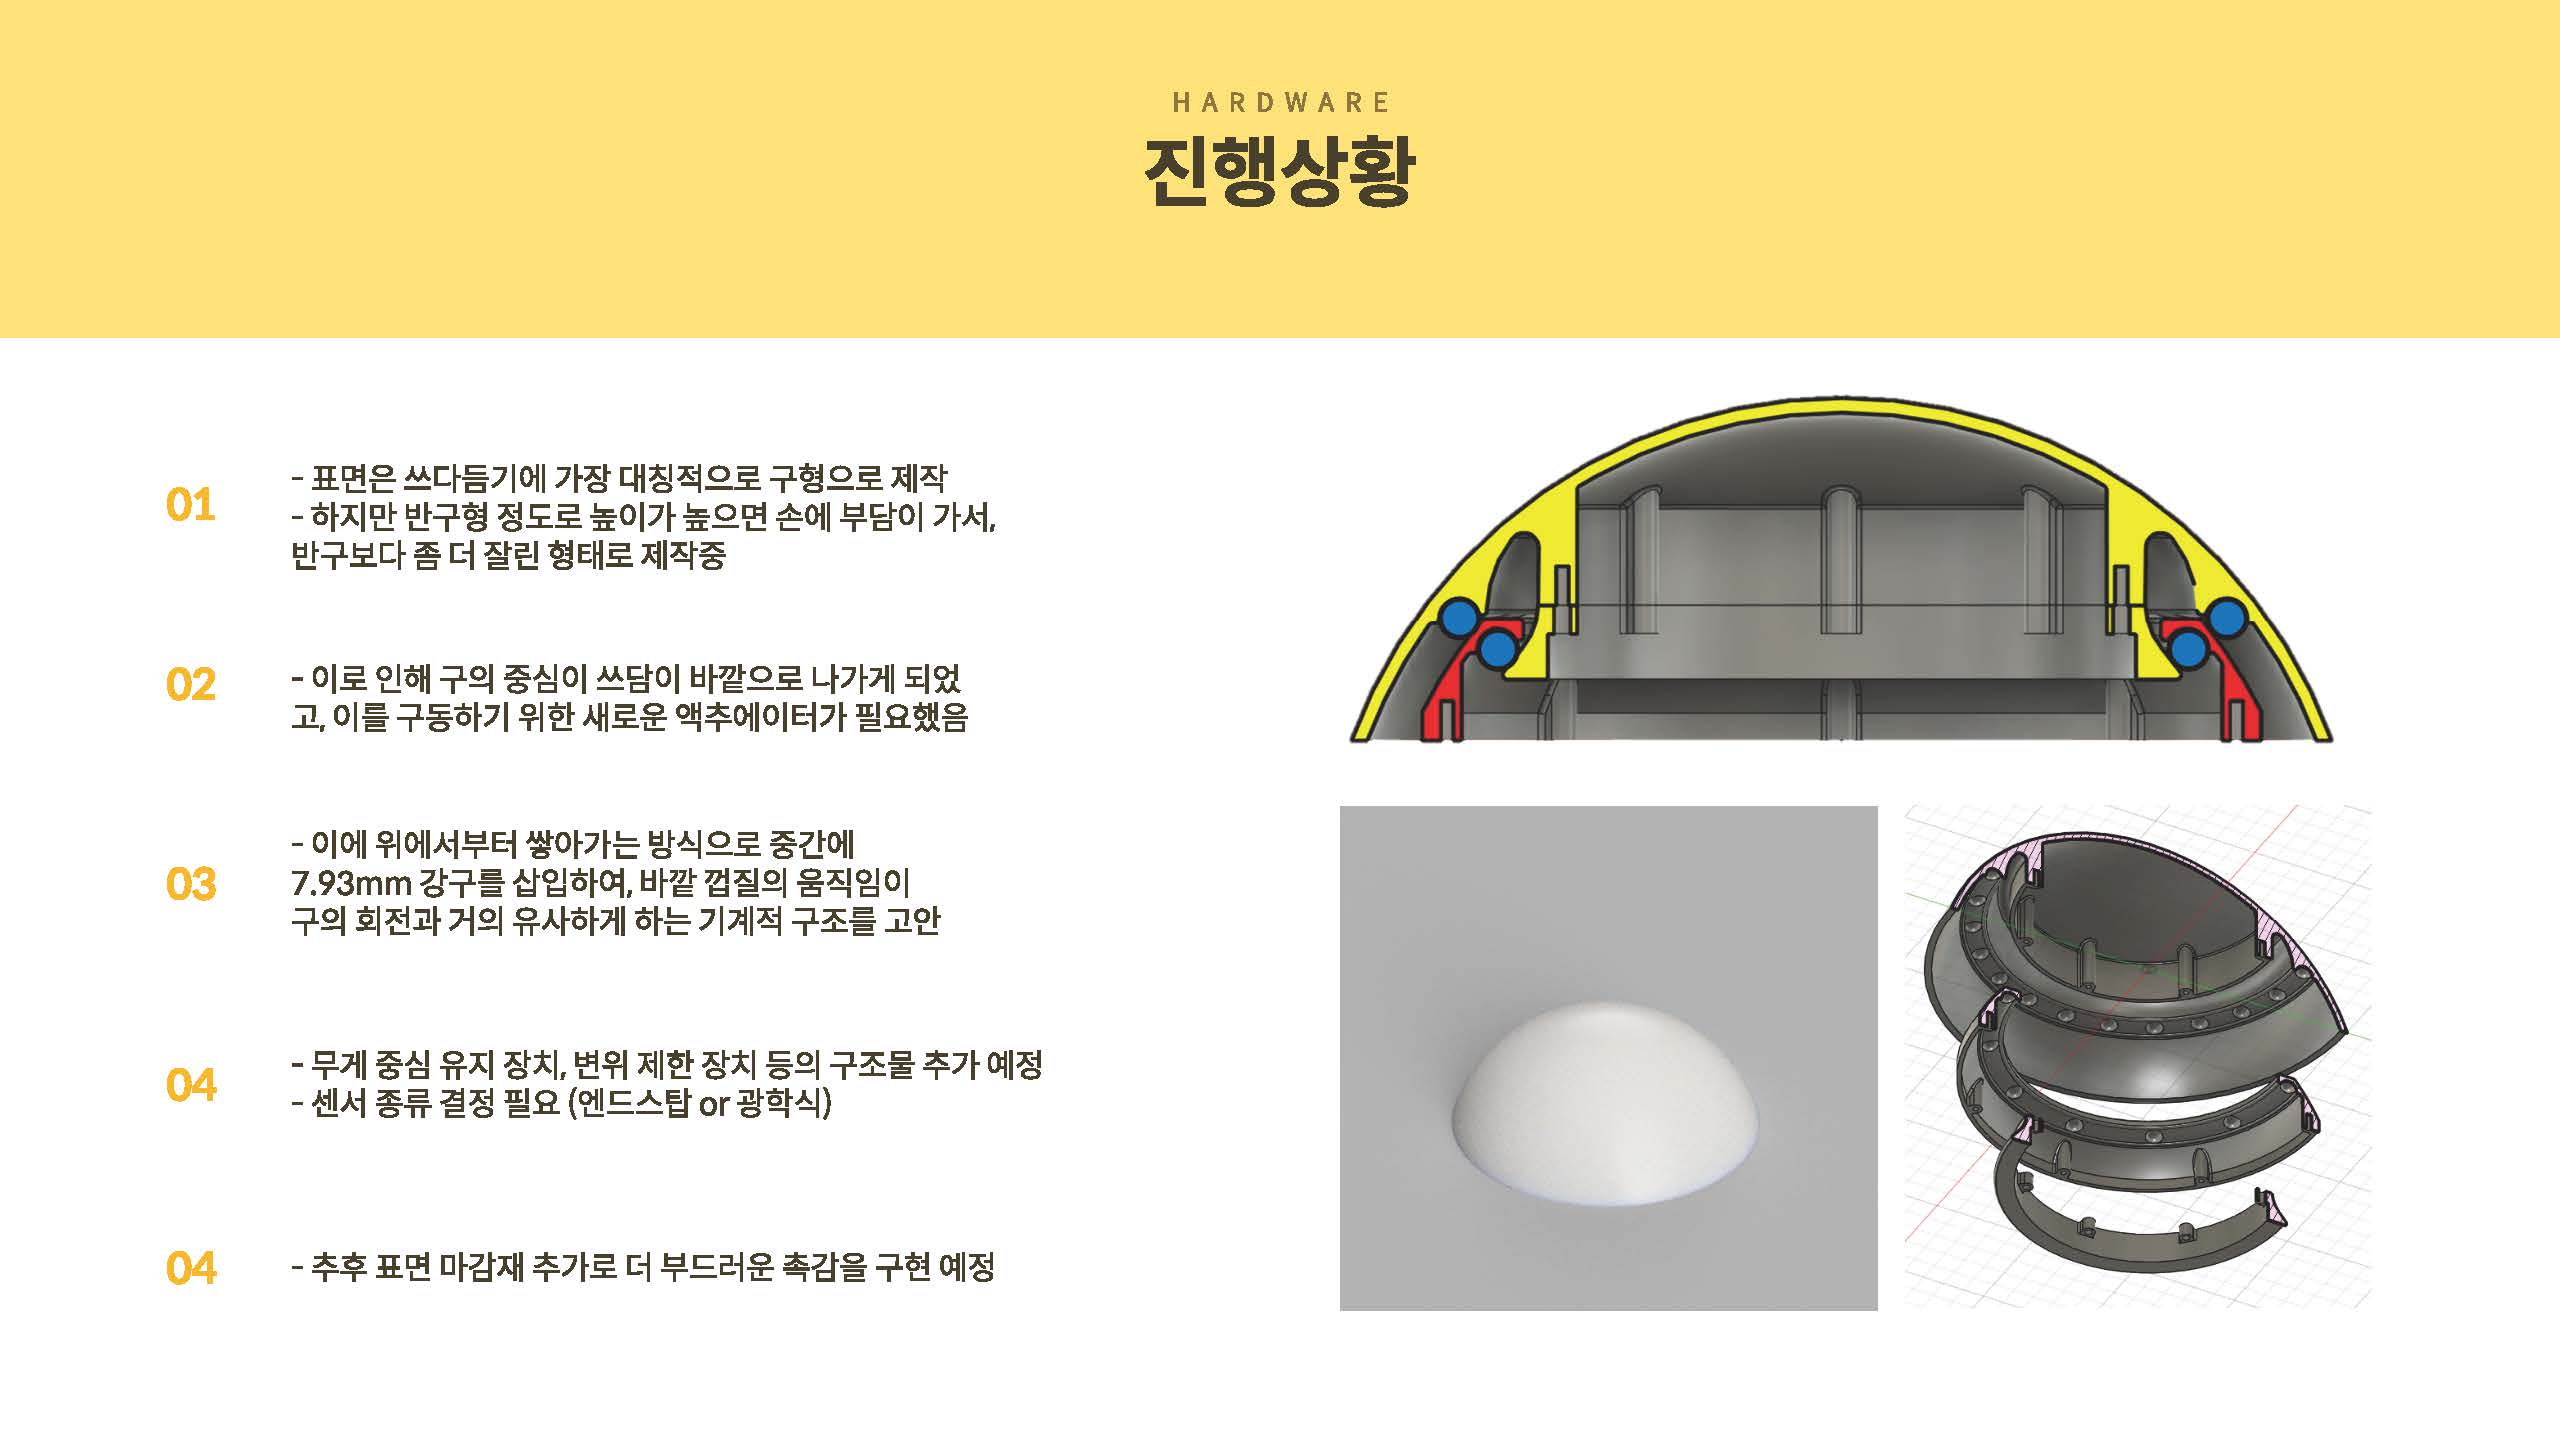 HARDWARE
진행상황
01
- 표면은 쓰다듬기에 가장 대칭적으로 구형으로 제작
- 하지만 반구형 정도로 높이가 높으면 손에 부담이 가서,
반구보다 좀 더 잘린 형태로 제작중
02
- 이로 인해 구의 중심이 쓰담이 바깥으로 나가게 되었
고, 이를 구동하기 위한 새로운 액추에이터가 필요했음
03
- 이에 위에서부터 쌓아가는 방식으로 중간에
7.93mm 강구를 삽입하여, 바깥 껍질의 움직임이
구의 회전과 거의 유사하게 하는 기계적 구조를 고안
04
- 무게 중심 유지 장치, 변위 제한 장치 등의 구조물 추가 예정
- 센서 종류 결정 필요 (엔드스탑 or 광학식)
04
- 추후 표면 마감재 추가로 더 부드러운 촉감을 구현 예정